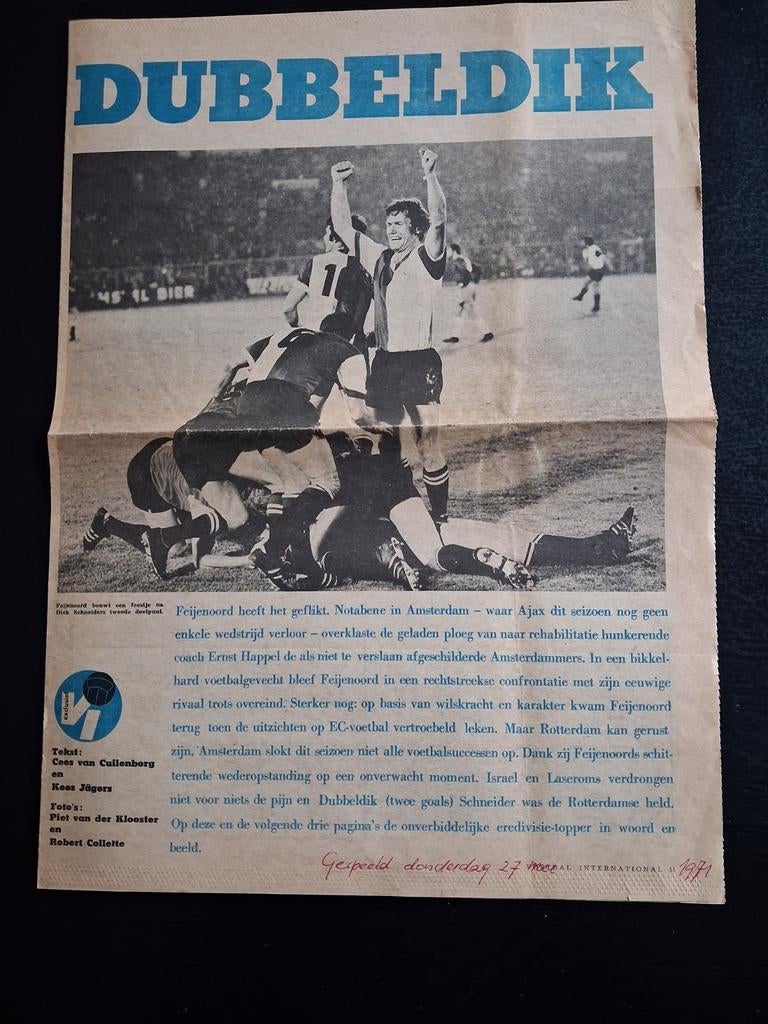 DUBBELDIK
1
Feijenoord bouwt een feestje na
Dick Schneiders tweede doelpunt.
Feijenoord heeft het geflikt. Notabene in Amsterdam – waar Ajax dit seizoen nog geen
enkele wedstrijd verloor – overklaste de geladen ploeg van naar rehabilitatie hunkerende
coach Ernst Happel de als niet te verslaan afgeschilderde Amsterdammers. In een bikkel-
hard voetbalgevecht bleef Feijenoord in een rechtstreekse confrontatie met zijn eeuwige
rivaal trots overeind. Sterker nog: op basis van wilskracht en karakter kwam Feijenoord
terug toen de uitzichten op EC-voetbal vertroebeld leken. Maar Rotterdam kan gerust
zijn, Amsterdam slokt dit seizoen niet alle voetbalsuccessen op. Dank zij Feijenoords schit-
terende wederopstanding op een onverwacht moment. Israel en Laseroms verdrongen
niet voor niets de pijn en Dubbeldik (twee goals) Schneider was de Rotterdamse held.
Op deze en de volgende drie pagina's de onverbiddelijke eredivisie-topper in woord en
beeld.
exclusief
VI
Tekst:
Cees van Cuilenborg
en
Kees Jägers
Foto's:
Piet van der Klooster
en
Robert Collette
Gespeeld donderdag 27 mei 1971
INTERNATIONAL 11